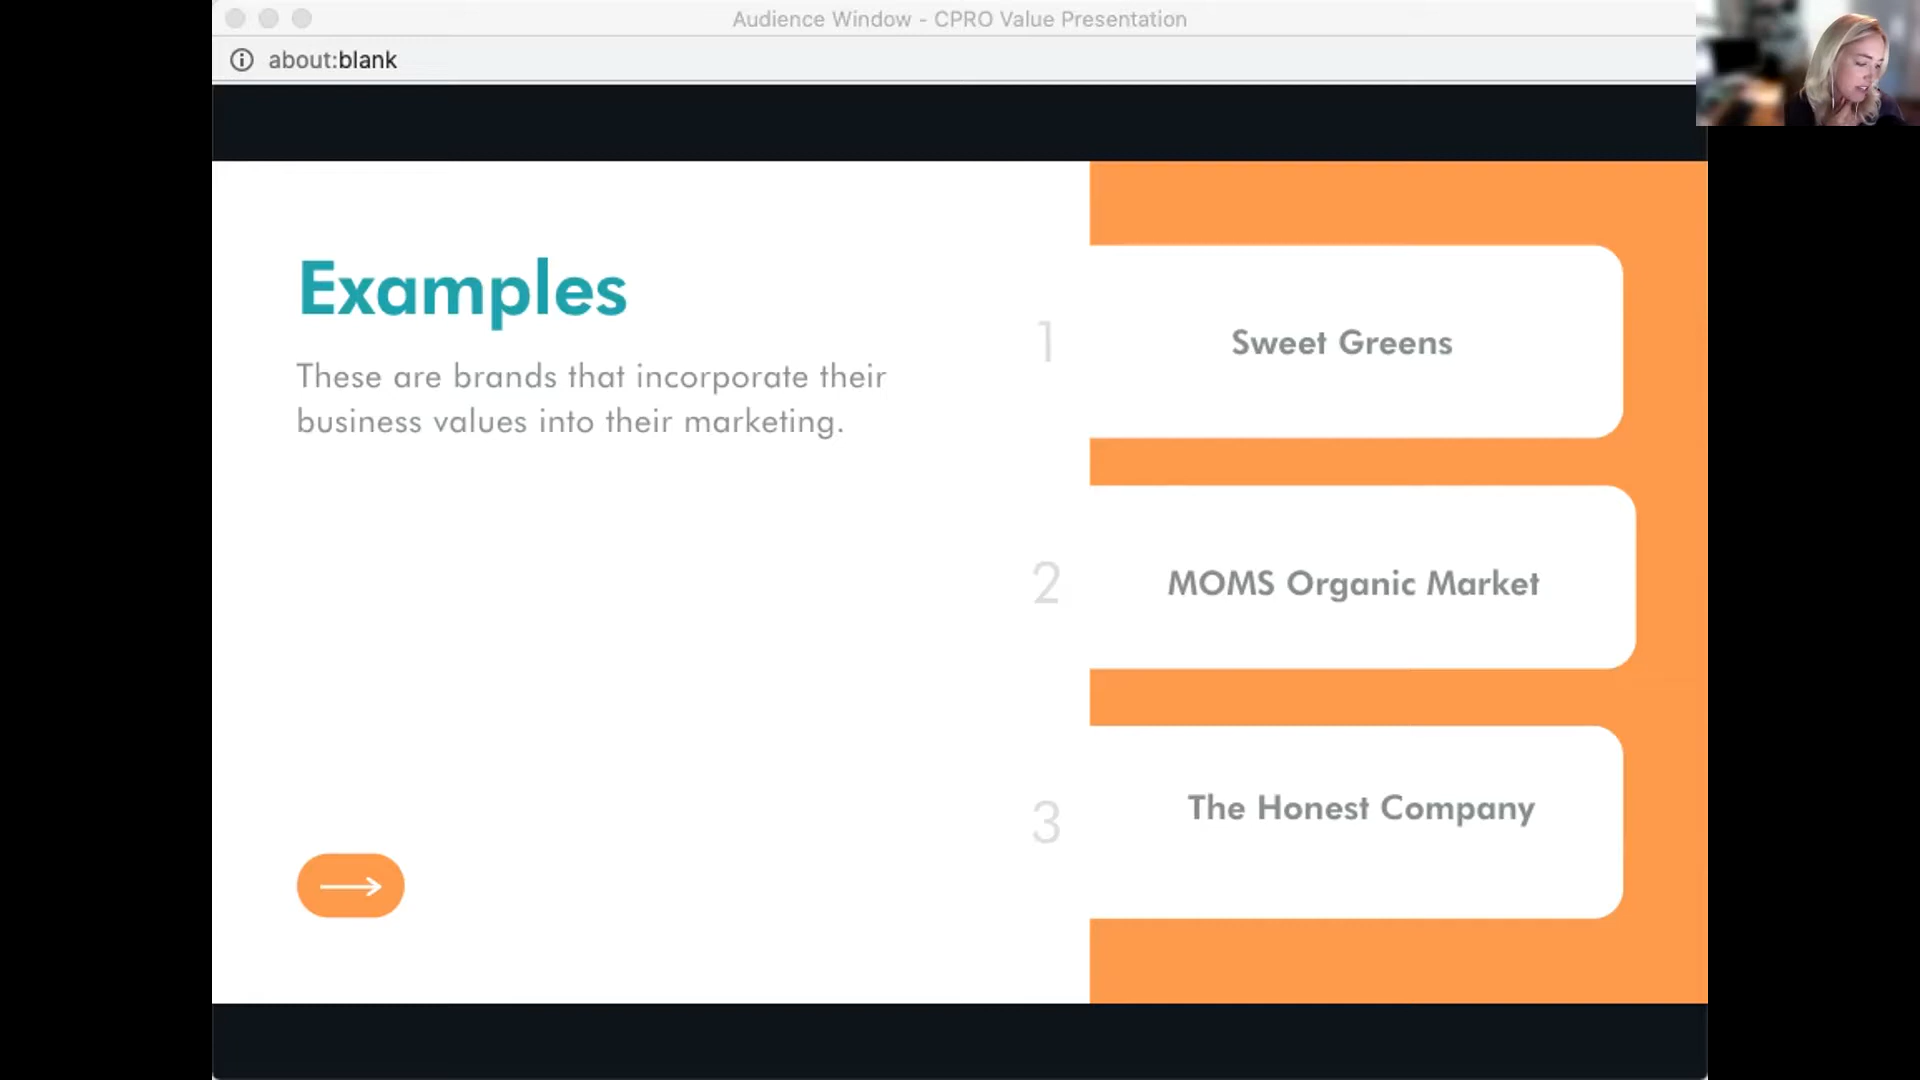 Audience Window - CPRO Value Presentation
about:blank
Examples
These are brands that incorporate their
business values into their marketing.
1
Sweet Greens
2
MOMS Organic Market
3
The Honest Company